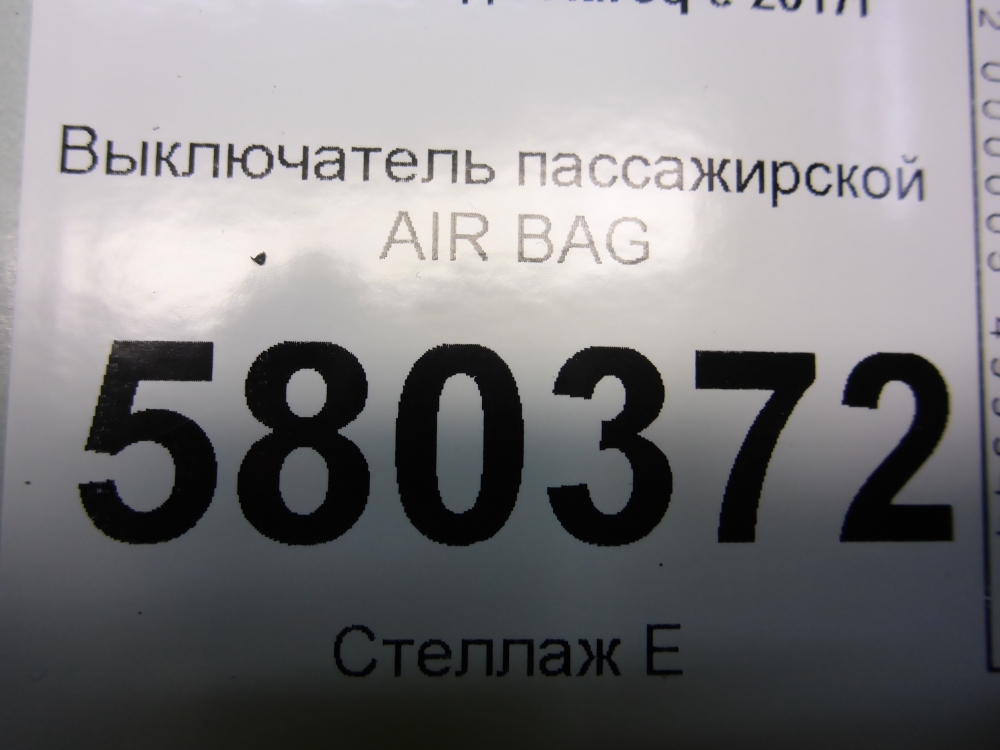 Выключатель пассажирской
AIR BAG
580372
Стеллаж Е